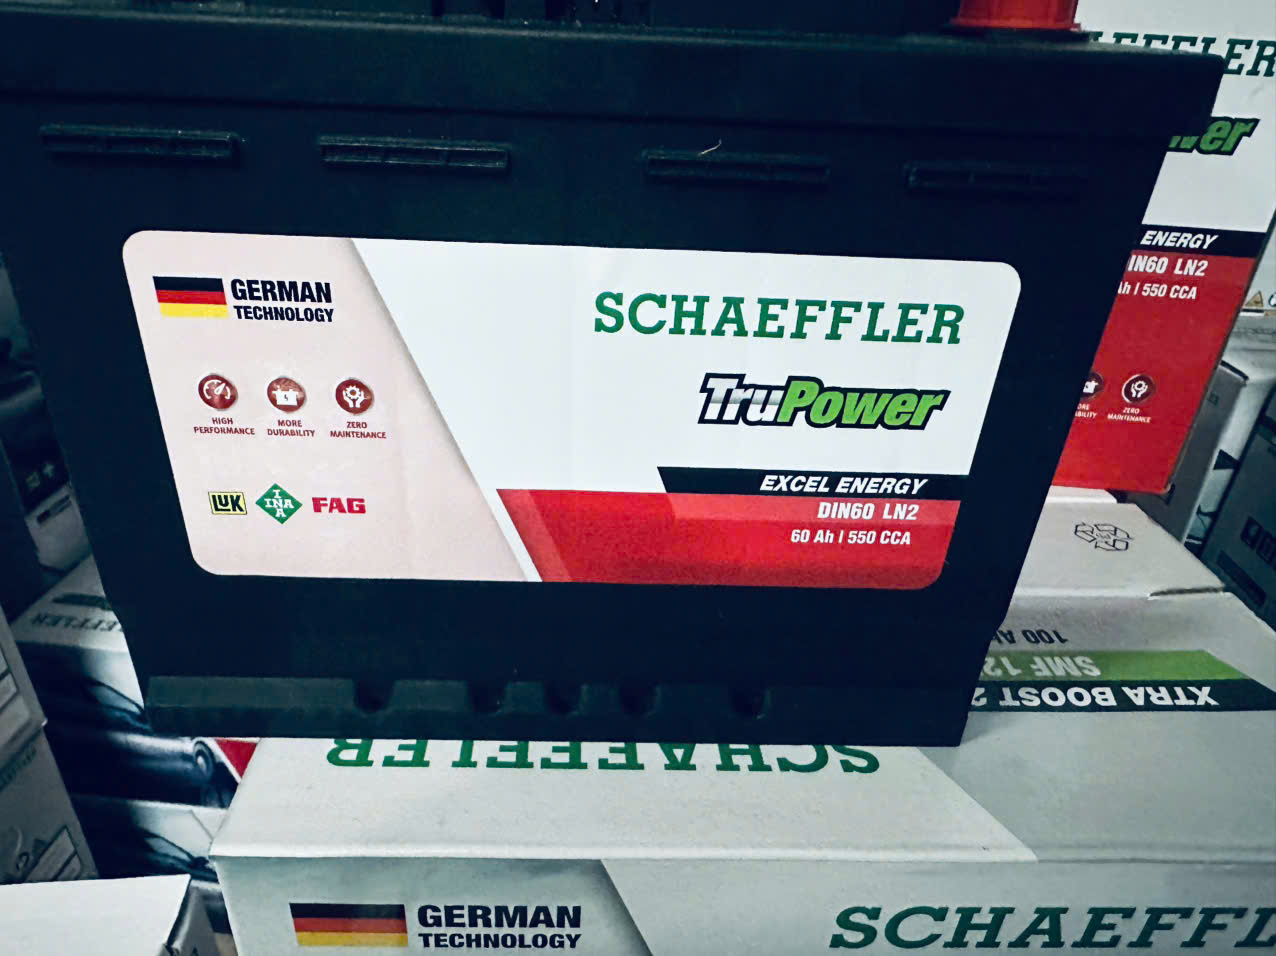 GERMAN
TECHNOLOGY
HIGH
PERFORMANCE
MORE
DURABILITY
ZERO
MAINTENANCE
LUK
INA
FAG
SCHAEFFLER
TruPower
EXCEL ENERGY
DIN60 LN2
60 Ah | 550 CCA
ENERGY
DIN60 LN2
Ah | 550 CCA
ZERO
MAINTENANCE
100
SMF 12
XTRA BOOST
SCHAEFFLER
GERMAN
TECHNOLOGY
SCHAEFFL